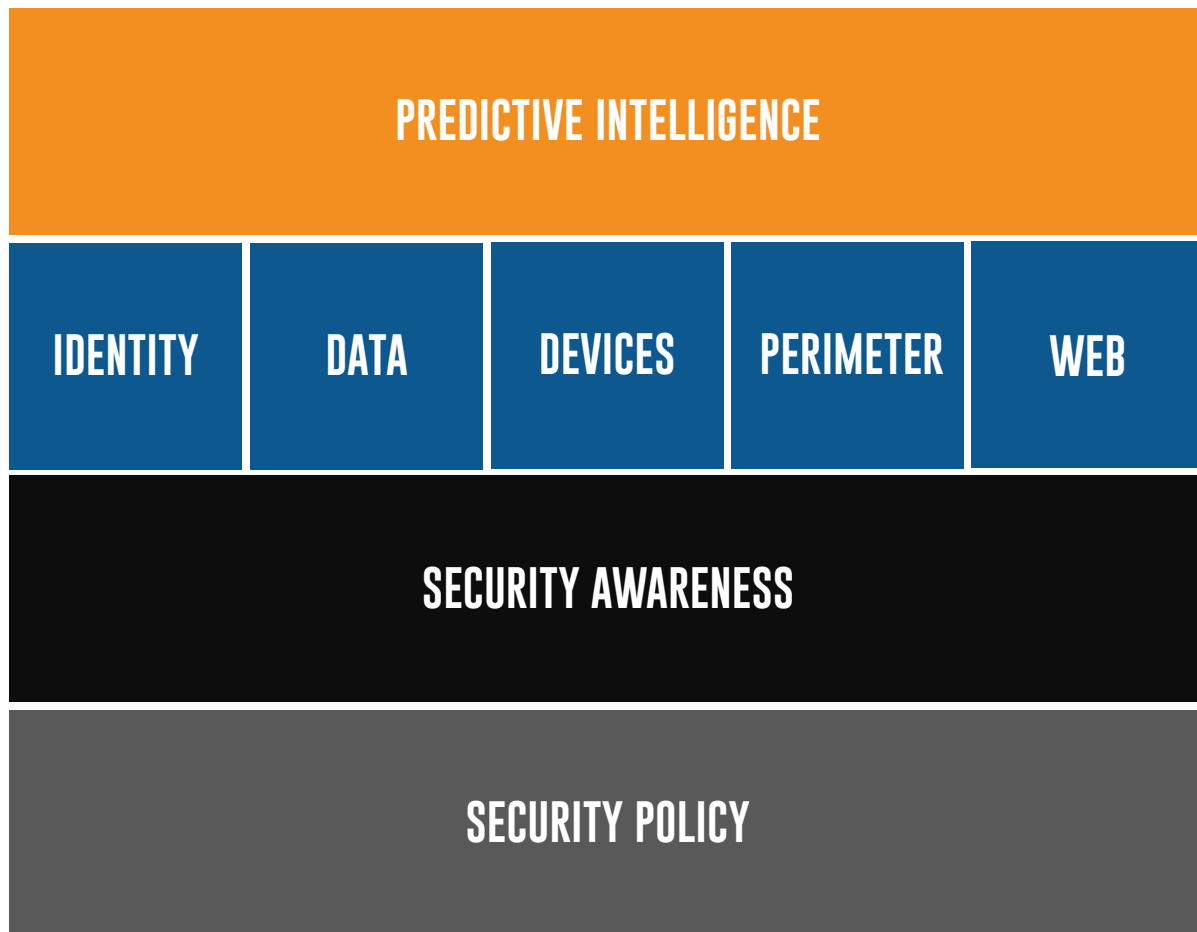 PREDICTIVE INTELLIGENCE
IDENTITY
DATA
DEVICES
PERIMETER
WEB
SECURITY AWARENESS
SECURITY POLICY